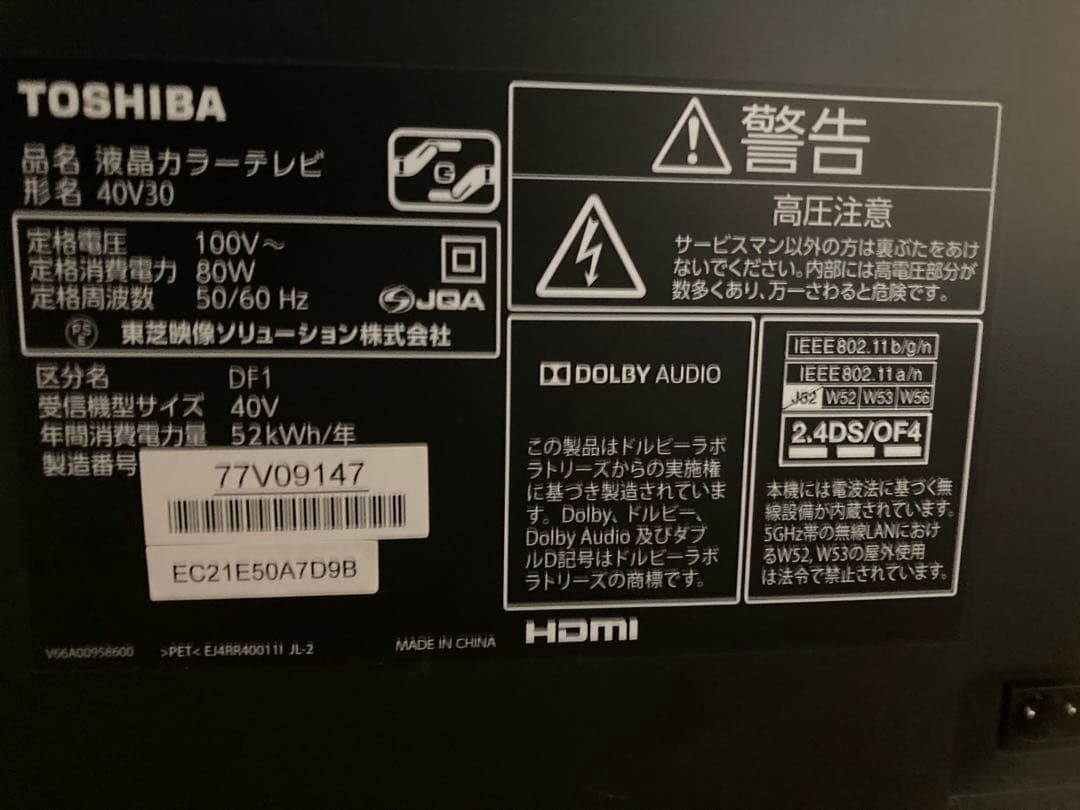 TOSHIBA
品名 液晶カラーテレビ
形名 40V30
G
定格電圧 100V~
定格消費電力 80W
定格周波数 50/60 Hz
JQA
PS
E
東芝映像ソリューション株式会社
区分名 DF1
受信機型サイズ 40V
年間消費電力量 52kWh/年
製造番号
77V09147
EC21E50A7D9B
V66A00958600 >PET< EJ4RR40011I JL-2
MADE IN CHINA
警告
高圧注意
サービスマン以外の方は裏ぶたをあけ
ないでください。内部には高電圧部分が
数多くあり、万一さわると危険です。
DOLBY AUDIO
この製品はドルビーラボ
ラトリーズからの実施権
に基づき製造されていま
す。Dolby、ドルビー、
Dolby Audio 及びダブ
ルD記号はドルビーラボ
ラトリーズの商標です。
HDMI
IEEE802.11b/g/n
IEEE802.11a/n
J52 W52 W53 W56
2.4DS/OF4
本機には電波法に基づく無
線設備が内蔵されています。
5GHz帯の無線LANにおけ
るW52, W53の屋外使用
は法令で禁止されています。